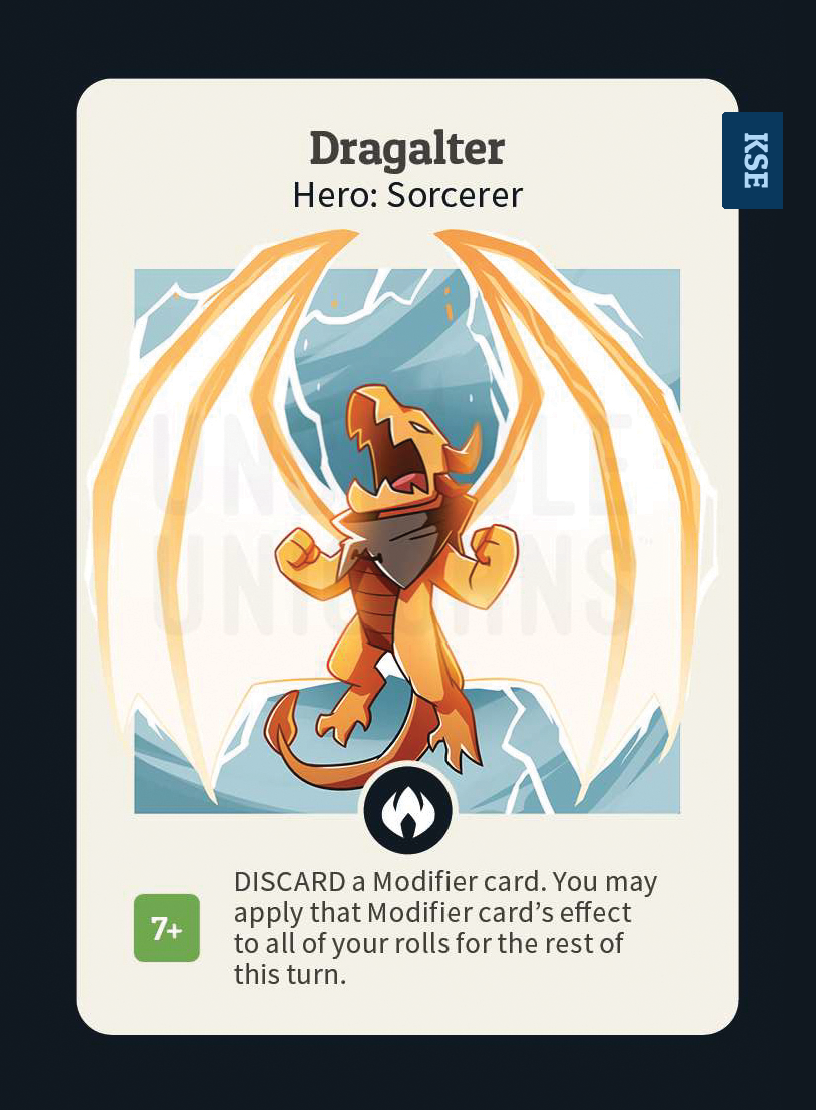 Dragalter
Hero: Sorcerer
KSE
UNSTABLE
UNICORNS
7+
DISCARD a Modifier card. You may
apply that Modifier card’s effect
to all of your rolls for the rest of
this turn.